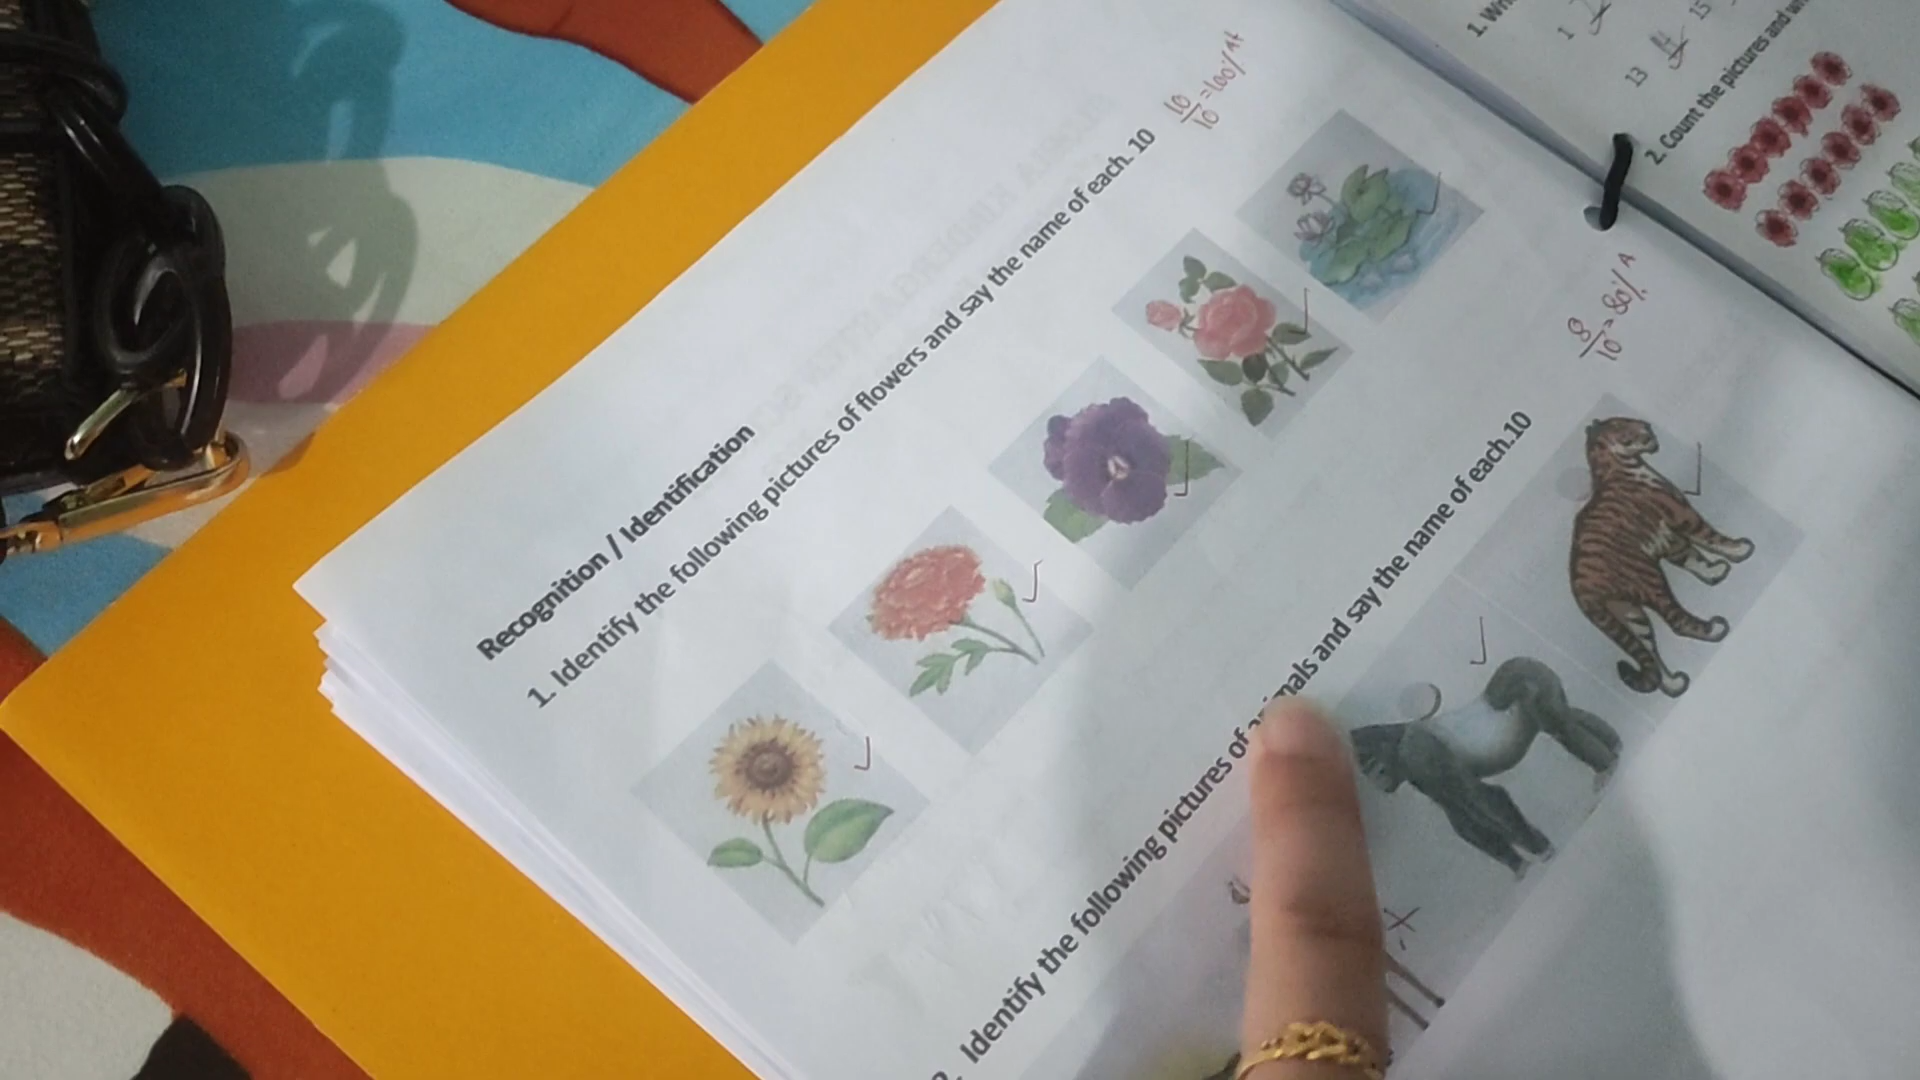 Recognition / Identification
1. Identify the following pictures of flowers and say the name of each. 10
10/10 = 100% A+
Identify the following pictures of animals and say the name of each.10
8/10 = 80% A
1.
1
13
15
2. Count the pictures and